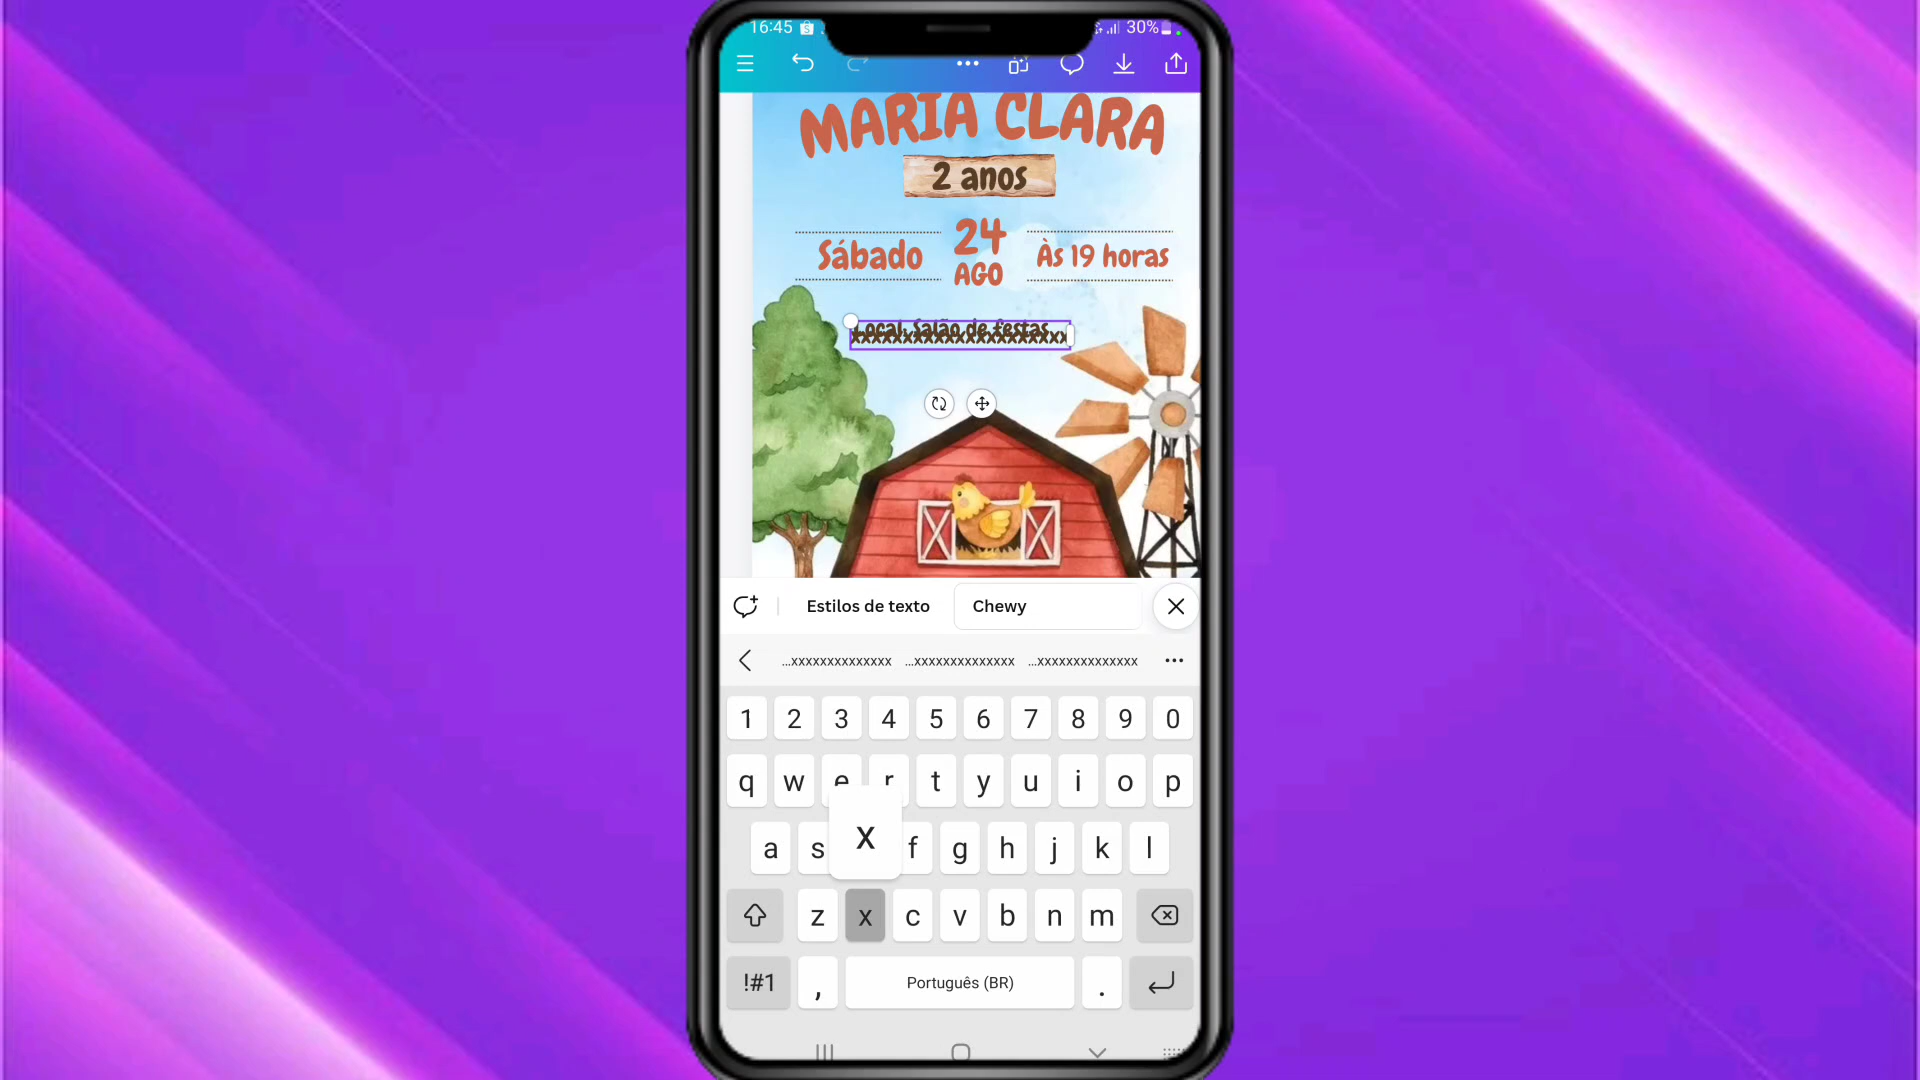 16:45
30%
MARIA CLARA
2 anos
Sábado
24
AGO
Às 19 horas
Local, Salão de festas
xxxxxxxxxxxxxxxxxxxxx
Estilos de texto
Chewy
...xxxxxxxxxxxxxx ...xxxxxxxxxxxxxx ...xxxxxxxxxxxxxx
1 2 3 4 5 6 7 8 9 0
q w e r t y u i o p
a s x f g h j k l
z x c v b n m
!#1 , Português (BR) .